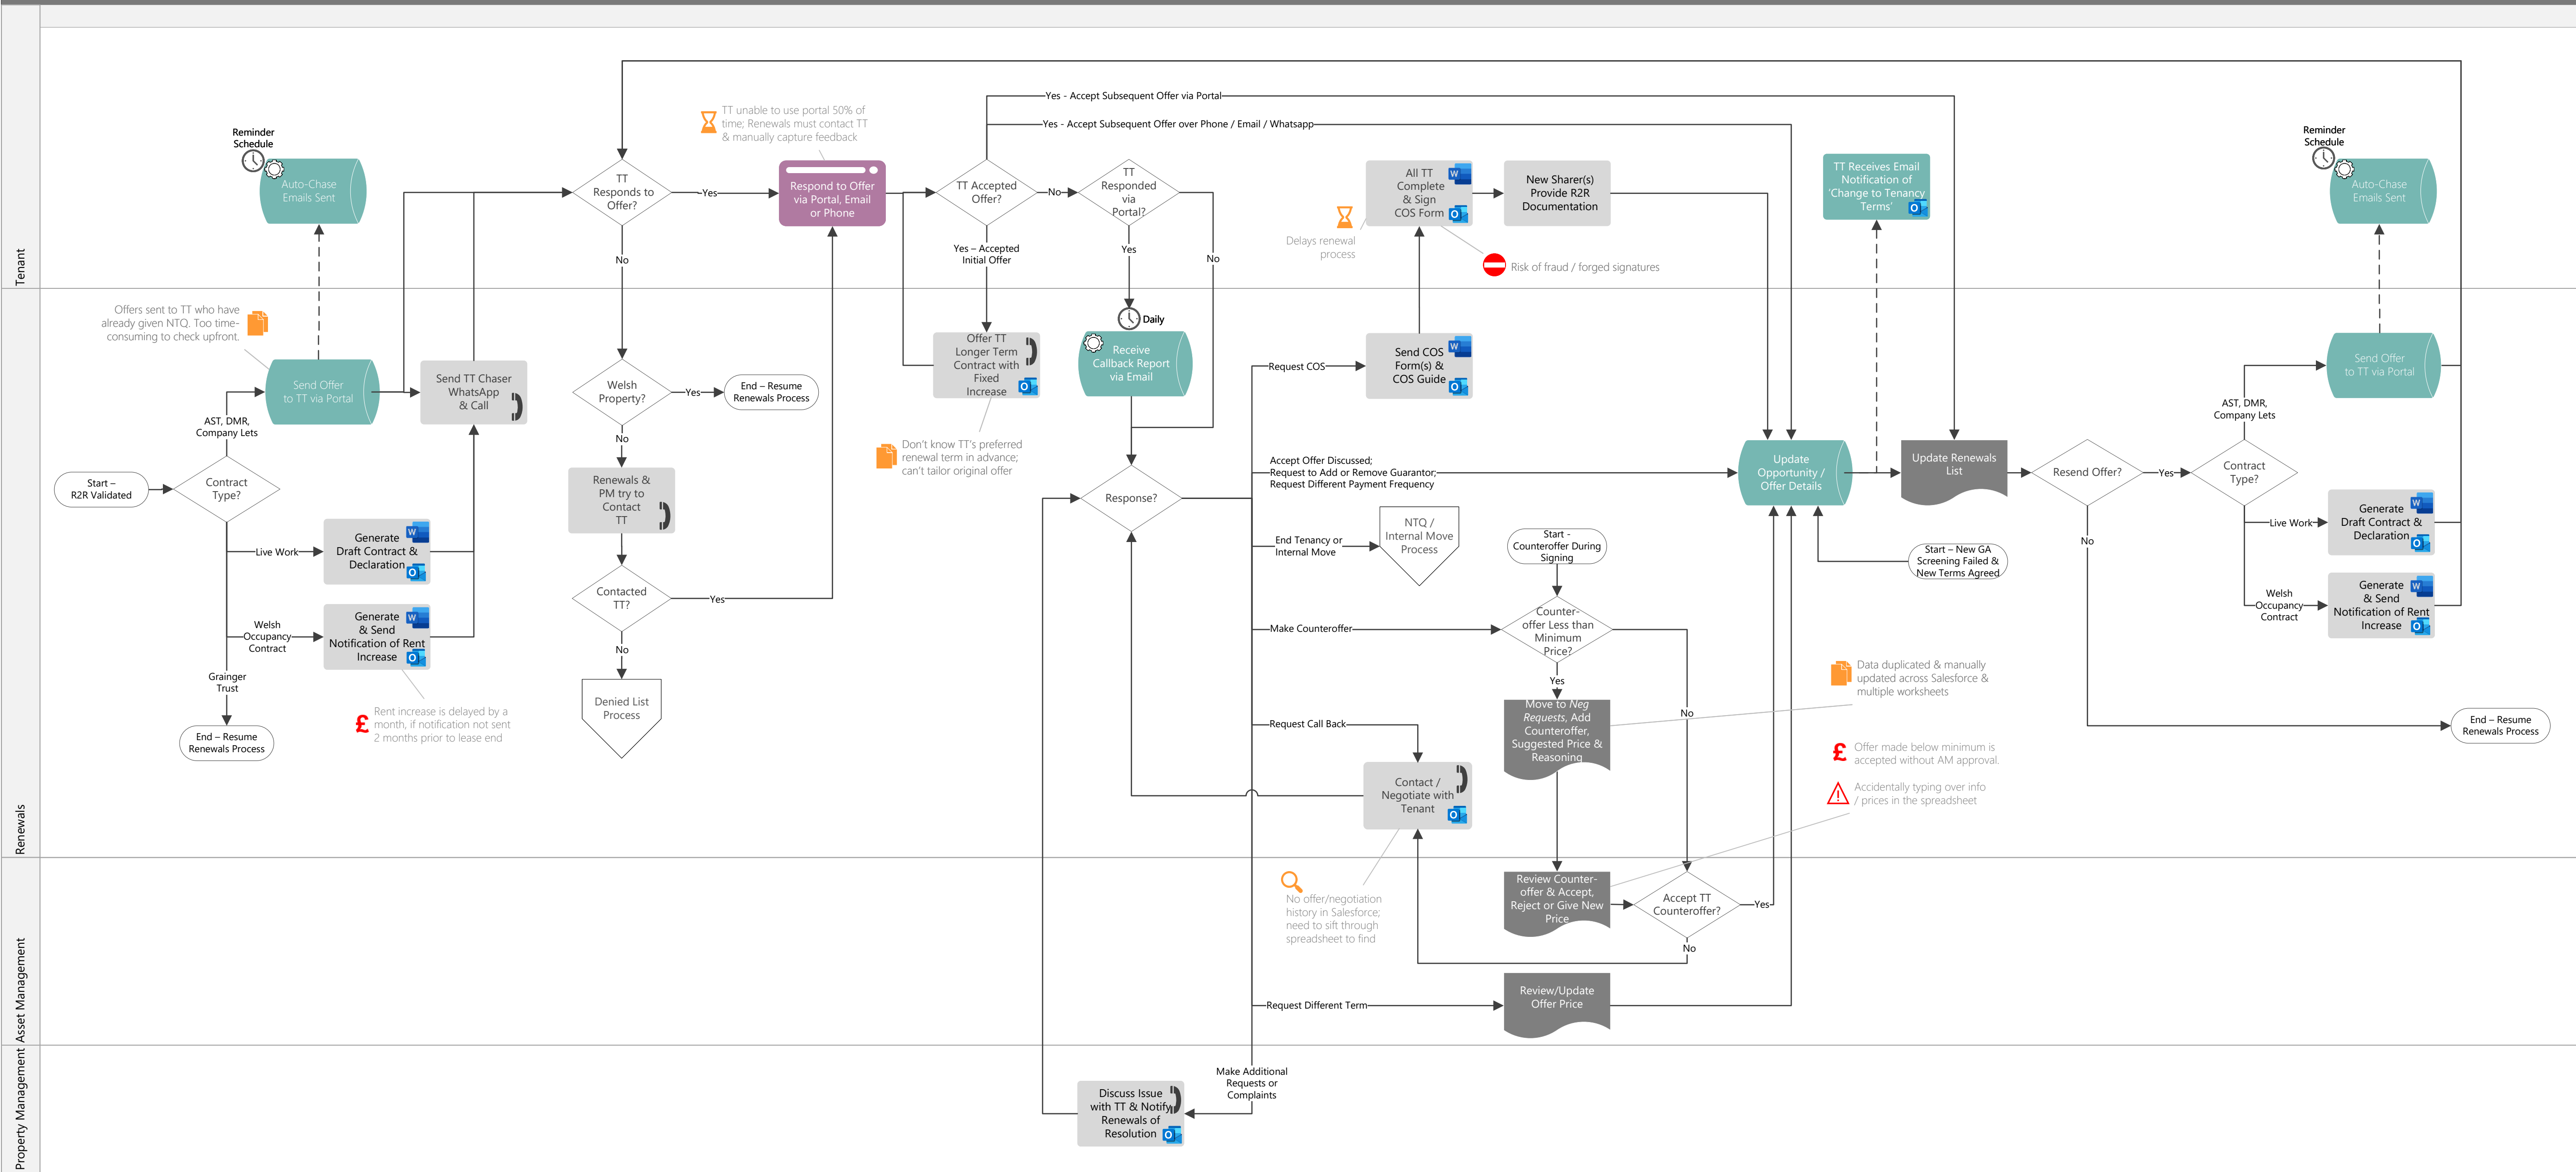 Tenant
Reminder
Schedule
Auto-Chase
Emails Sent
TT
Responds to
Offer?
Yes
No
TT unable to use portal 50% of
time; Renewals must contact TT
& manually capture feedback
Respond to Offer
via Portal, Email
or Phone
TT Accepted
Offer?
Yes - Accept Subsequent Offer via Portal
Yes - Accept Subsequent Offer over Phone / Email / Whatsapp
No
Yes – Accepted
Initial Offer
TT
Responded
via
Portal?
Yes
No
All TT
Complete
& Sign
COS Form
Delays renewal
process
Risk of fraud / forged signatures
New Sharer(s)
Provide R2R
Documentation
TT Receives Email
Notification of
'Change to Tenancy
Terms'
Reminder
Schedule
Auto-Chase
Emails Sent
Renewals
Offers sent to TT who have
already given NTQ. Too time-
consuming to check upfront.
Send Offer
to TT via Portal
Send TT Chaser
WhatsApp
& Call
AST, DMR,
Company Lets
Start –
R2R Validated
Contract
Type?
Live Work
Generate
Draft Contract &
Declaration
Welsh
Occupancy
Contract
Generate
& Send
Notification of Rent
Increase
Grainger
Trust
End – Resume
Renewals Process
Rent increase is delayed by a
month, if notification not sent
2 months prior to lease end
Welsh
Property?
Yes
End – Resume
Renewals Process
No
Renewals &
PM try to
Contact
TT
Contacted
TT?
Yes
No
Denied List
Process
Offer TT
Longer Term
Contract with
Fixed
Increase
Don't know TT's preferred
renewal term in advance;
can't tailor original offer
Daily
Receive
Callback Report
via Email
Response?
Request COS
Send COS
Form(s) &
COS Guide
Accept Offer Discussed;
Request to Add or Remove Guarantor;
Request Different Payment Frequency
End Tenancy or
Internal Move
NTQ /
Internal Move
Process
Start -
Counteroffer During
Signing
Make Counteroffer
Counter-
offer Less than
Minimum
Price?
Yes
No
Move to Neg
Requests, Add
Counteroffer,
Suggested Price &
Reasoning
Request Call Back
Contact /
Negotiate with
Tenant
Update
Opportunity /
Offer Details
Start – New GA
Screening Failed &
New Terms Agreed
Update Renewals
List
Resend Offer?
Yes
No
Contract
Type?
AST, DMR,
Company Lets
Send Offer
to TT via Portal
Live Work
Generate
Draft Contract &
Declaration
Welsh
Occupancy
Contract
Generate
& Send
Notification of Rent
Increase
End – Resume
Renewals Process
Data duplicated & manually
updated across Salesforce &
multiple worksheets
Offer made below minimum is
accepted without AM approval.
Accidentally typing over info
/ prices in the spreadsheet
Asset Management
No offer/negotiation
history in Salesforce;
need to sift through
spreadsheet to find
Review Counter-
offer & Accept,
Reject or Give New
Price
Accept TT
Counteroffer?
Yes
No
Request Different Term
Review/Update
Offer Price
Property Management
Make Additional
Requests or
Complaints
Discuss Issue
with TT & Notify
Renewals of
Resolution